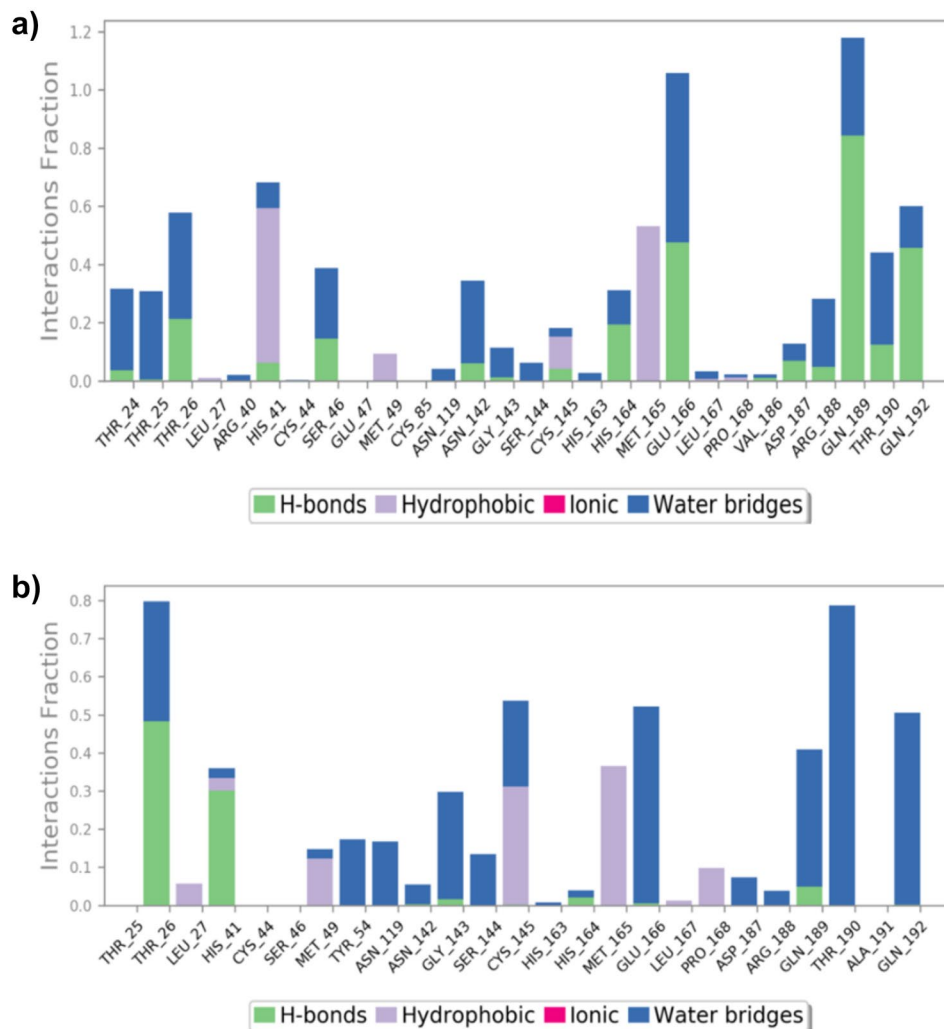 a)
Interactions Fraction
1.2
1.0
0.8
0.6
0.4
0.2
0.0
THR_24
THR_25
THR_26
LEU_27
ARG_40
HIS_41
CYS_44
SER_46
GLU_47
MET_49
CYS_85
ASN_119
ASN_142
GLY_143
SER_144
CYS_145
HIS_163
HIS_164
MET_165
GLU_166
LEU_167
PRO_168
VAL_186
ASP_187
ARG_188
GLN_189
THR_190
GLN_192
H-bonds Hydrophobic Ionic Water bridges
b)
Interactions Fraction
0.8
0.7
0.6
0.5
0.4
0.3
0.2
0.1
0.0
THR_25
THR_26
LEU_27
HIS_41
CYS_44
SER_46
MET_49
TYR_54
ASN_119
ASN_142
GLY_143
SER_144
CYS_145
HIS_163
HIS_164
MET_165
GLU_166
LEU_167
PRO_168
ASP_187
ARG_188
GLN_189
THR_190
ALA_191
GLN_192
H-bonds Hydrophobic Ionic Water bridges